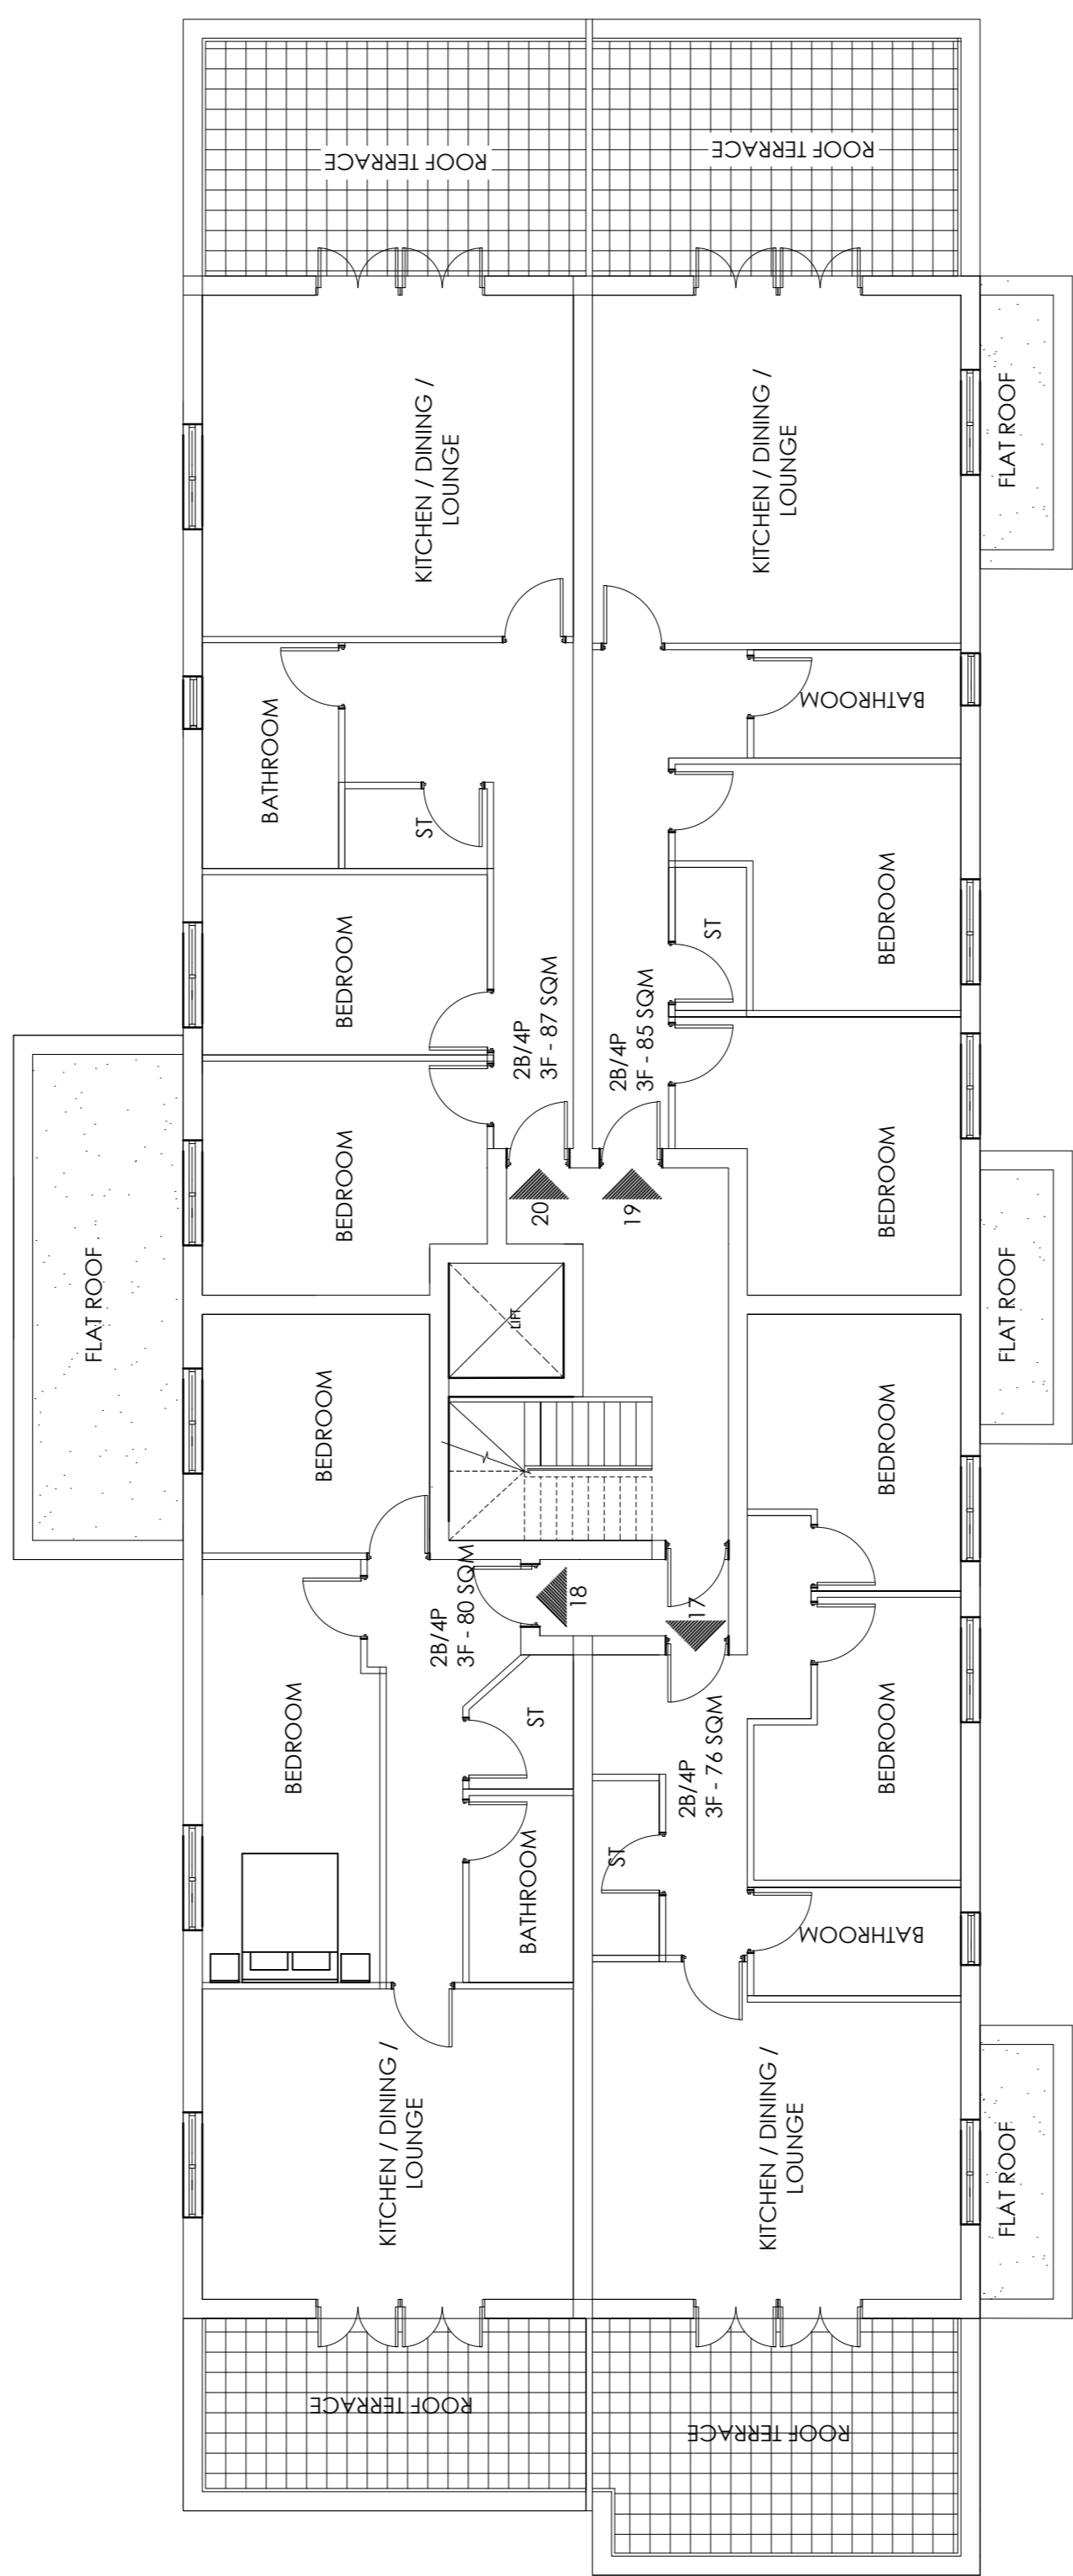 ROOF TERRACE
ROOF TERRACE
KITCHEN / DINING /
LOUNGE
KITCHEN / DINING /
LOUNGE
FLAT ROOF
BATHROOM
BATHROOM
ST
BEDROOM
BEDROOM
ST
2B/4P
3F - 87 SQM
2B/4P
3F - 85 SQM
BEDROOM
BEDROOM
20
19
FLAT ROOF
FLAT ROOF
LIFT
BEDROOM
BEDROOM
18
17
2B/4P
3F - 80 SQM
BEDROOM
ST
2B/4P
3F - 76 SQM
BEDROOM
ST
BATHROOM
BATHROOM
KITCHEN / DINING /
LOUNGE
KITCHEN / DINING /
LOUNGE
FLAT ROOF
ROOF TERRACE
ROOF TERRACE